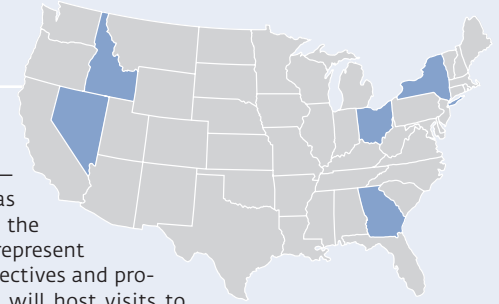 as
the
represent
ectives and pro-
will host visits to